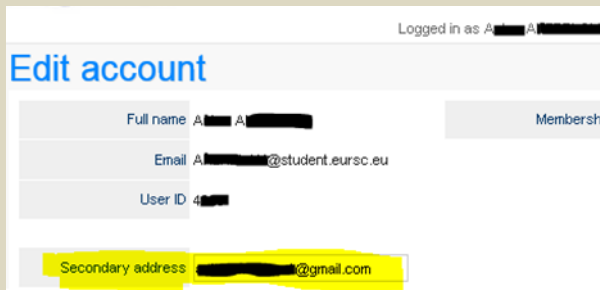 Logged in as A A
Edit account
Full name A A
Membersh
Email A @student.eursc.eu
User ID 4
Secondary address @gmail.com